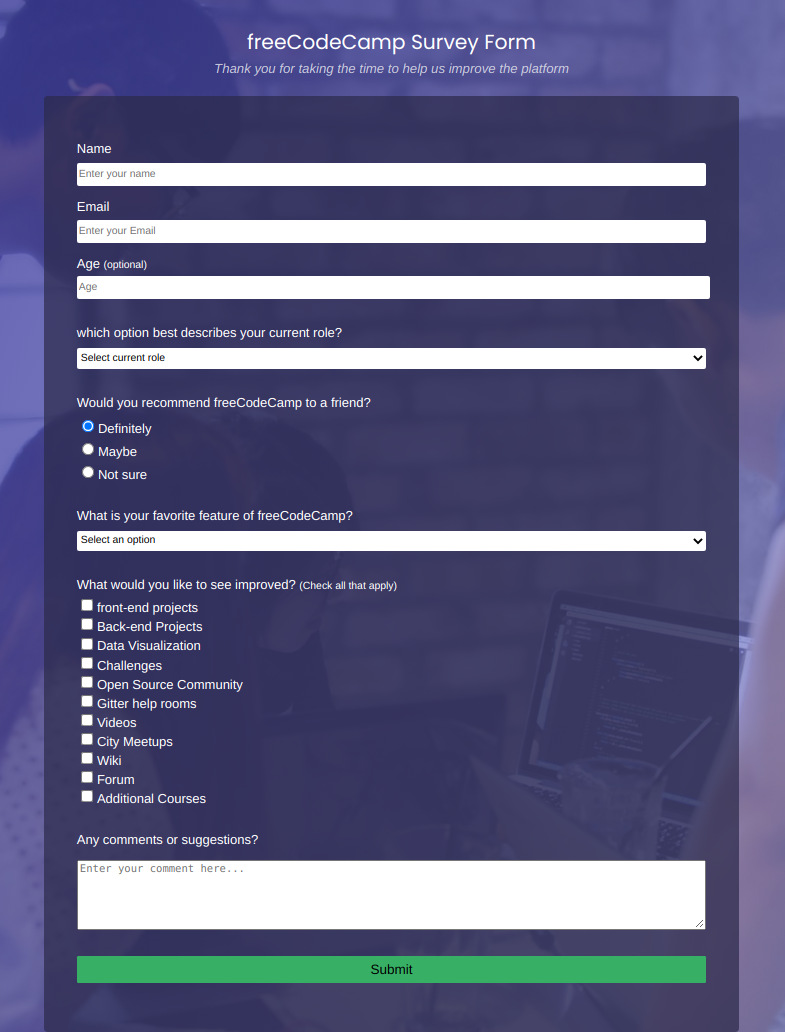 freeCodeCamp Survey Form
Thank you for taking the time to help us improve the platform
Name
Enter your name
Email
Enter your Email
Age (optional)
Age
which option best describes your current role?
Select current role
Would you recommend freeCodeCamp to a friend?
Definitely
Maybe
Not sure
What is your favorite feature of freeCodeCamp?
Select an option
What would you like to see improved? (Check all that apply)
front-end projects
Back-end Projects
Data Visualization
Challenges
Open Source Community
Gitter help rooms
Videos
City Meetups
Wiki
Forum
Additional Courses
Any comments or suggestions?
Enter your comment here...
Submit